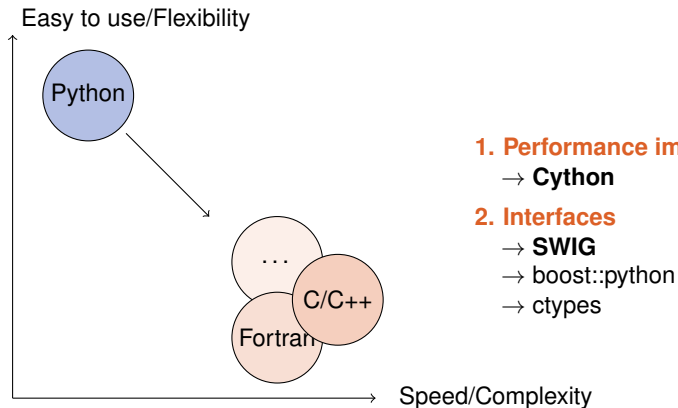 Easy to use/Flexibility
Python
...
C/C++
Fortran
Speed/Complexity
1. Performance im
→ Cython
2. Interfaces
→ SWIG
→ boost::python
→ ctypes